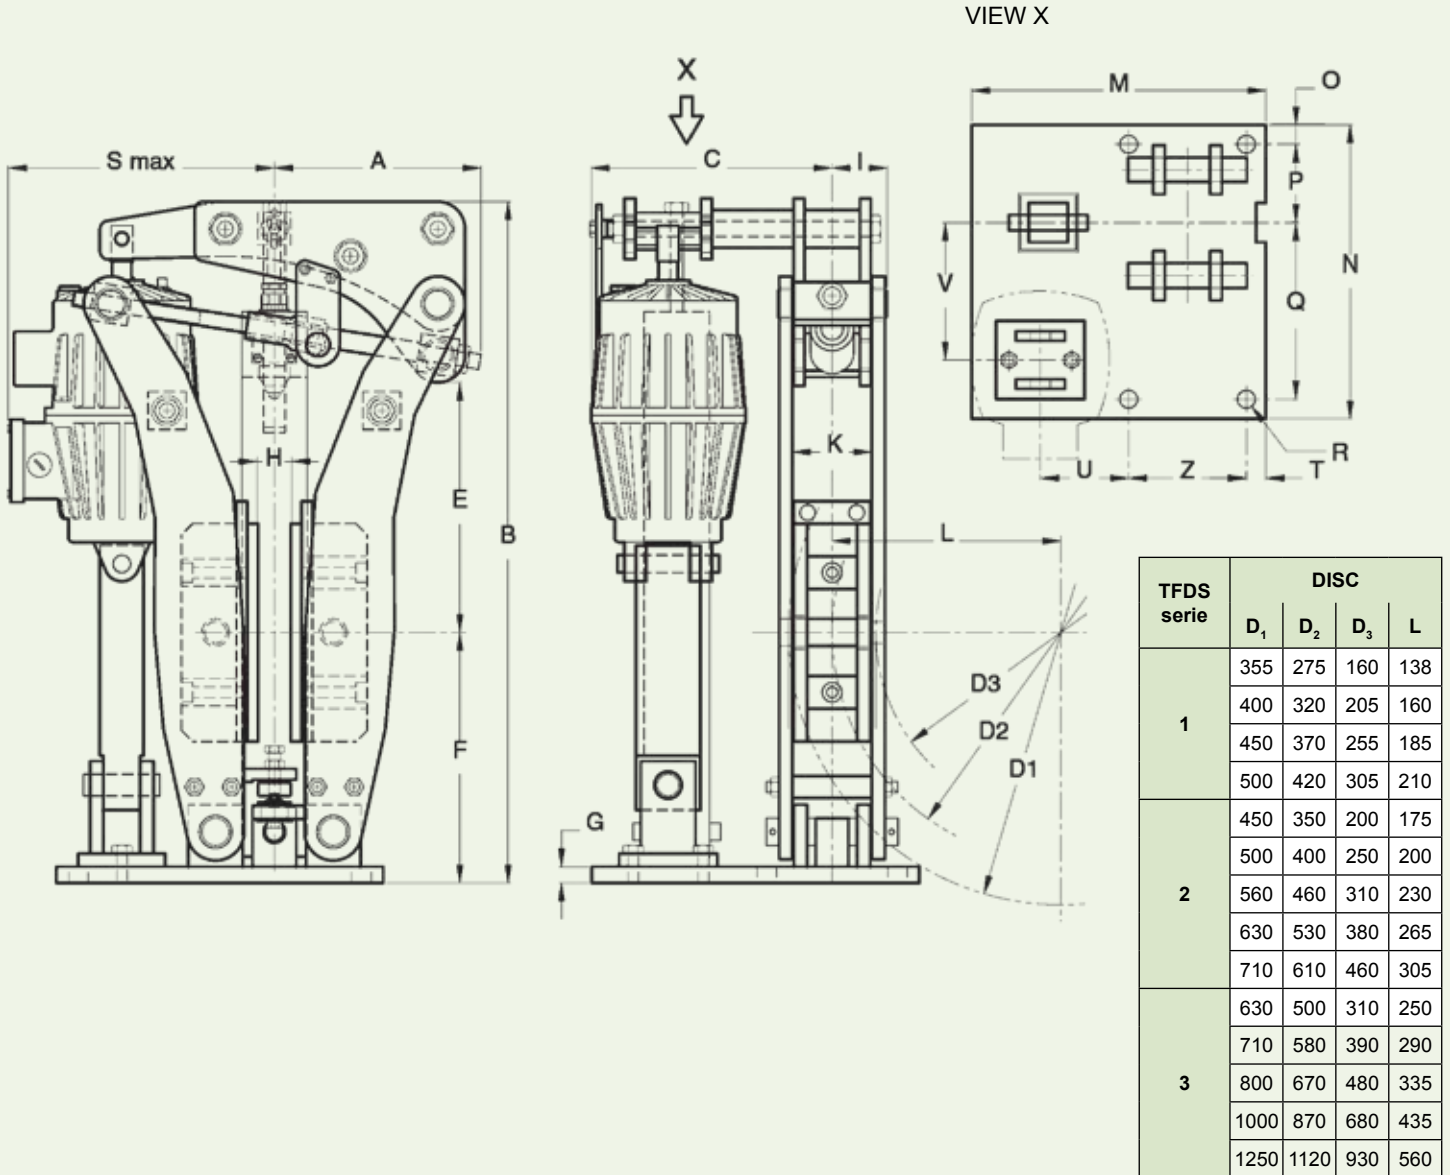 VIEW X
X
S max
A
C
I
M
O
P
N
V
Q
H
E
B
K
R
U
Z
T
L
D3
D2
D1
F
G
TFDS serie
DISC
D1 D2 D3 L
1
355 275 160 138
400 320 205 160
450 370 255 185
500 420 305 210
2
450 350 200 175
500 400 250 200
560 460 310 230
630 530 380 265
710 610 460 305
3
630 500 310 250
710 580 390 290
800 670 480 335
1000 870 680 435
1250 1120 930 560